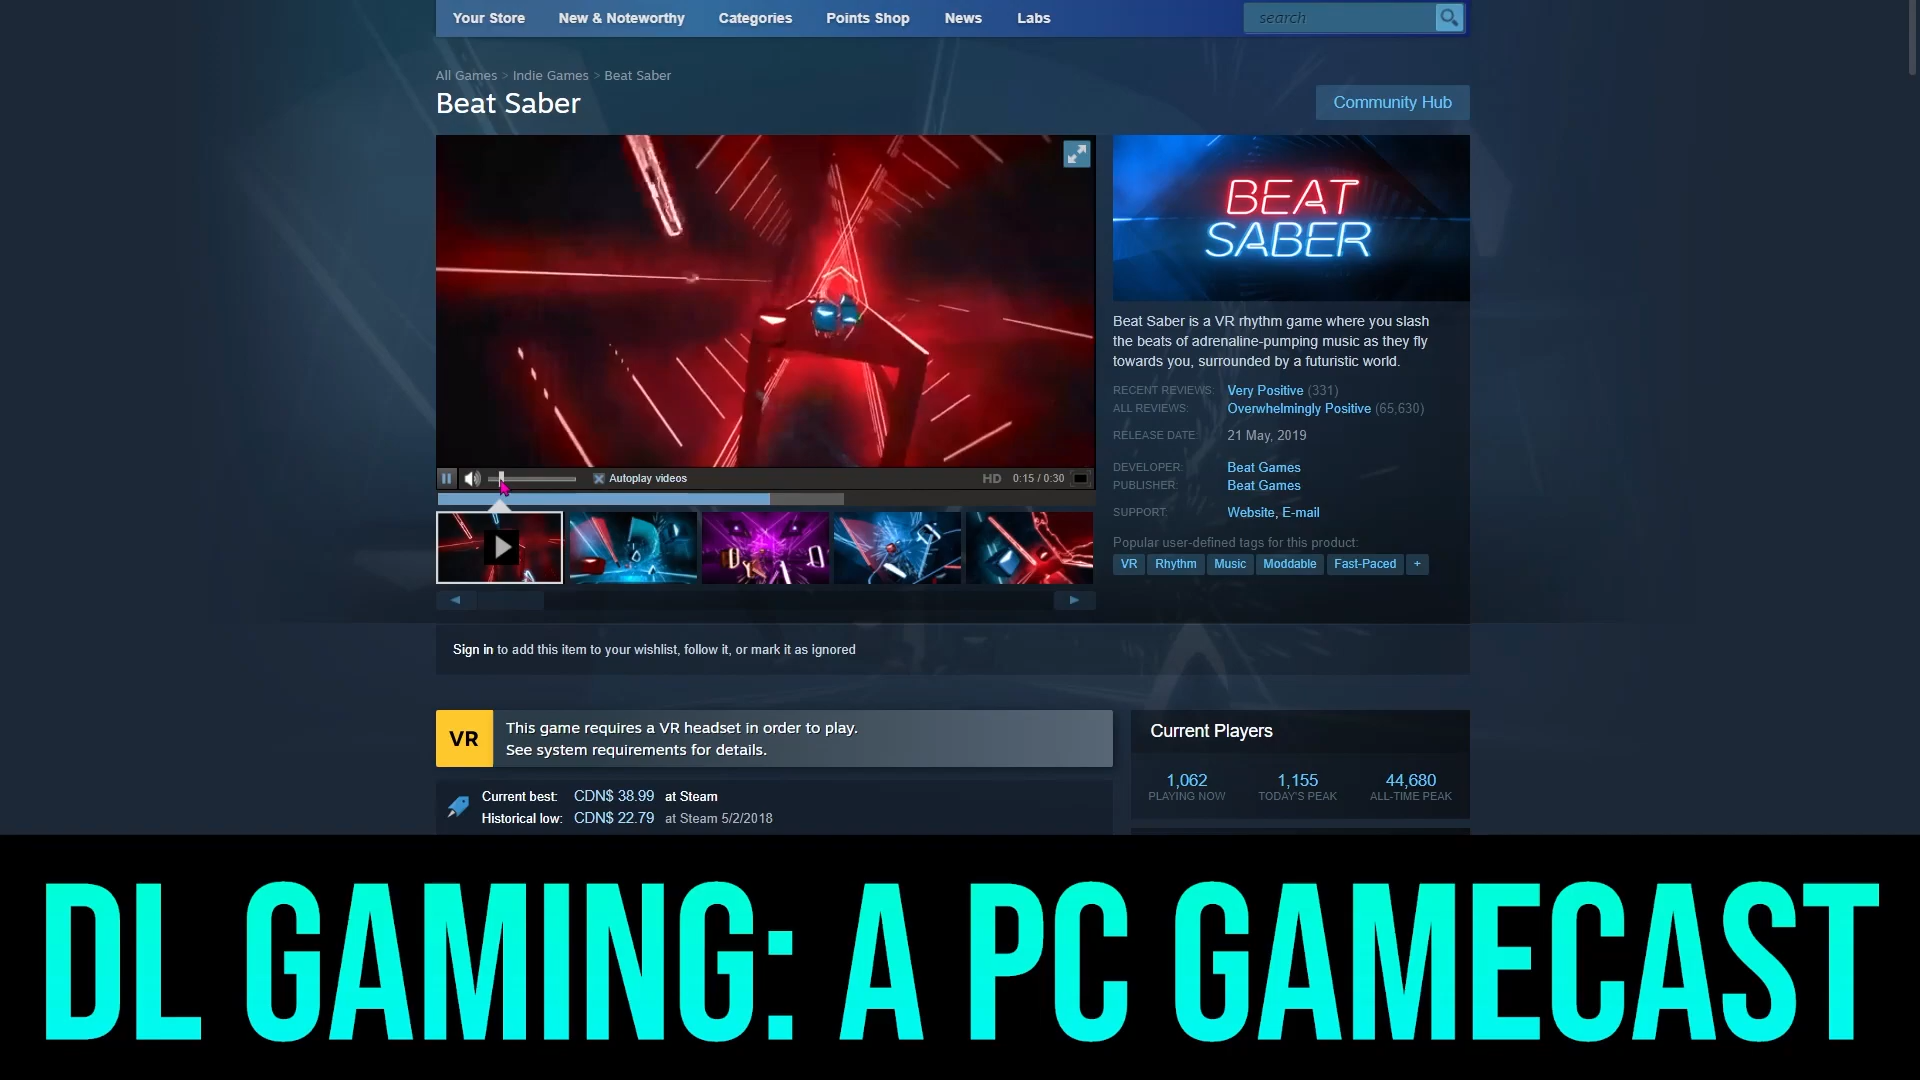 Your Store New & Noteworthy Categories Points Shop News Labs search
All Games > Indie Games > Beat Saber
Beat Saber
Community Hub
BEAT
SABER
Beat Saber is a VR rhythm game where you slash
the beats of adrenaline-pumping music as they fly
towards you, surrounded by a futuristic world.
RECENT REVIEWS: Very Positive (331)
ALL REVIEWS: Overwhelmingly Positive (65,630)
RELEASE DATE: 21 May, 2019
DEVELOPER: Beat Games
PUBLISHER: Beat Games
SUPPORT: Website, E-mail
Popular user-defined tags for this product:
VR Rhythm Music Moddable Fast-Paced +
Autoplay videos HD 0:15 / 0:30
Sign in to add this item to your wishlist, follow it, or mark it as ignored
VR
This game requires a VR headset in order to play.
See system requirements for details.
Current best: CDN$ 38.99 at Steam
Historical low: CDN$ 22.79 at Steam 5/2/2018
Current Players
1,062 1,155 44,680
PLAYING NOW TODAY'S PEAK ALL-TIME PEAK
DL GAMING: A PC GAMECAST